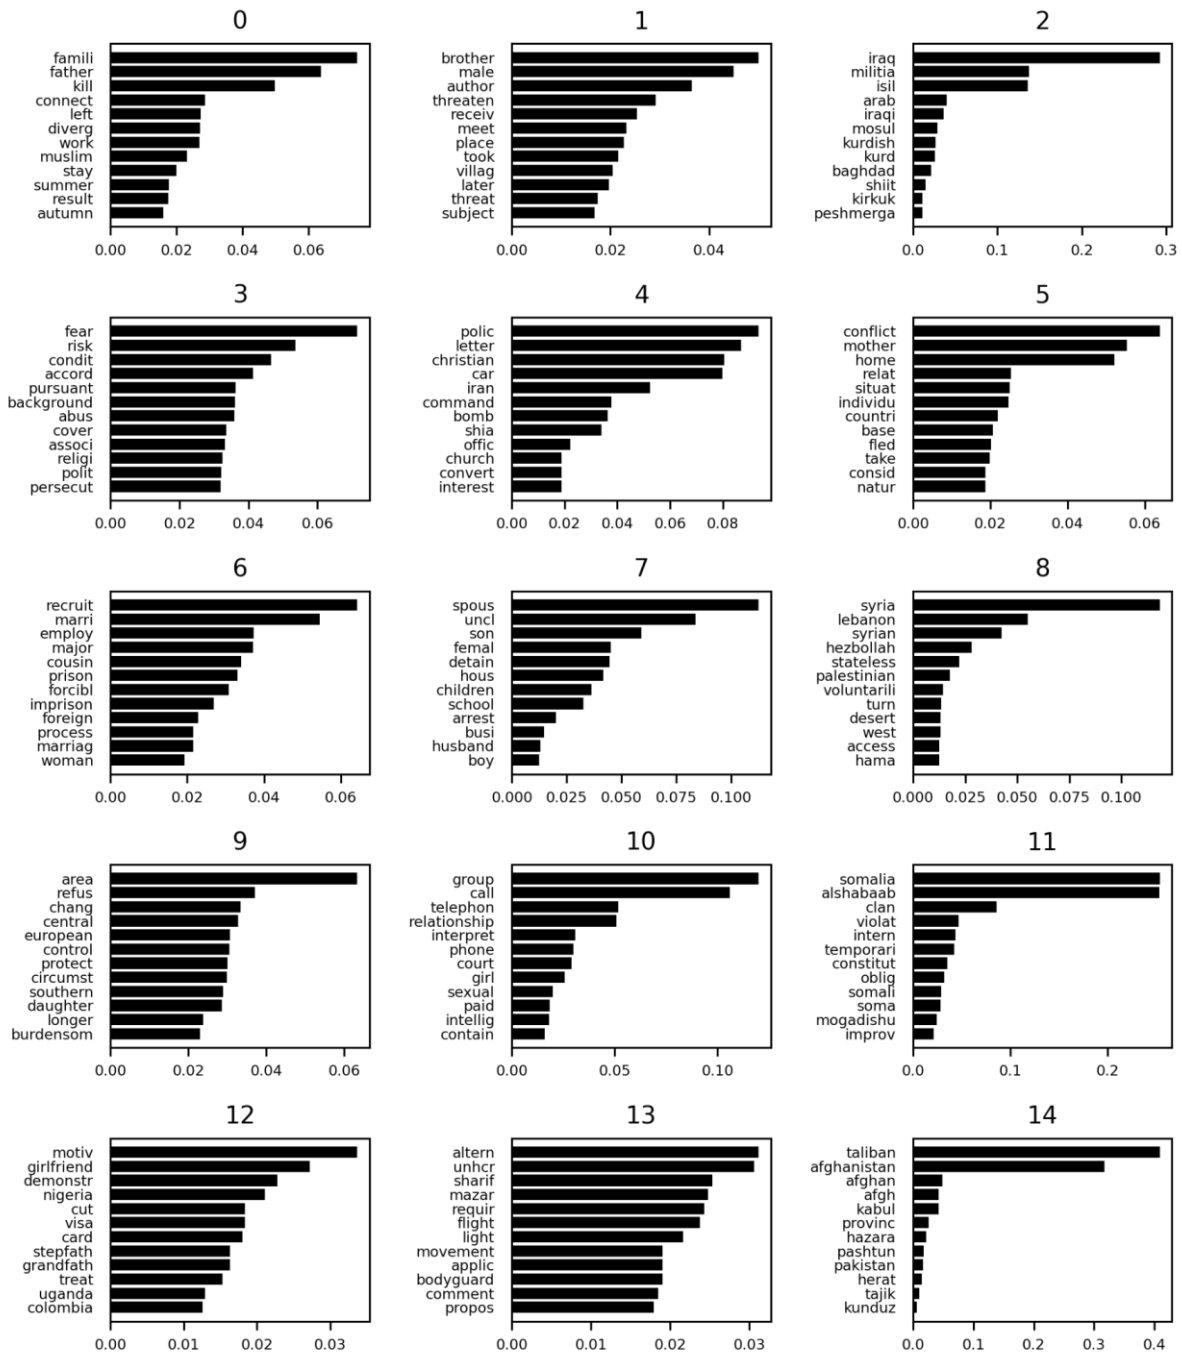 0
famili
father
kill
connect
left
diverg
work
muslim
stay
summer
result
autumn
0.00 0.02 0.04 0.06
1
brother
male
author
threaten
receiv
meet
place
took
villag
later
threat
subject
0.00 0.02 0.04
2
iraq
militia
isil
arab
iraqi
mosul
kurdish
kurd
baghdad
shiit
kirkuk
peshmerga
0.0 0.1 0.2 0.3
3
fear
risk
condit
accord
pursuant
background
abus
cover
associ
religi
polit
persecut
0.00 0.02 0.04 0.06
4
polic
letter
christian
car
iran
command
bomb
shia
offic
church
convert
interest
0.00 0.02 0.04 0.06 0.08
5
conflict
mother
home
relat
situat
individu
countri
base
fled
take
consid
natur
0.00 0.02 0.04 0.06
6
recruit
marri
employ
major
cousin
prison
forcibl
imprison
foreign
process
marriag
woman
0.00 0.02 0.04 0.06
7
spous
uncl
son
femal
detain
hous
children
school
arrest
busi
husband
boy
0.000 0.025 0.050 0.075 0.100
8
syria
lebanon
syrian
hezbollah
stateless
palestinian
voluntarili
turn
desert
west
access
hama
0.000 0.025 0.050 0.075 0.100
9
area
refus
chang
central
european
control
protect
circumst
southern
daughter
longer
burdensom
0.00 0.02 0.04 0.06
10
group
call
telephon
relationship
interpret
phone
court
girl
sexual
paid
intellig
contain
0.00 0.05 0.10
11
somalia
alshabaab
clan
violat
intern
temporari
constitut
oblig
somali
soma
mogadishu
improv
0.0 0.1 0.2
12
motiv
girlfriend
demonstr
nigeria
cut
visa
card
stepfath
grandfath
treat
uganda
colombia
0.00 0.01 0.02 0.03
13
altern
unhcr
sharif
mazar
requir
flight
light
movement
applic
bodyguard
comment
propos
0.00 0.01 0.02 0.03
14
taliban
afghanistan
afghan
afgh
kabul
provinc
hazara
pashtun
pakistan
herat
tajik
kunduz
0.0 0.1 0.2 0.3 0.4